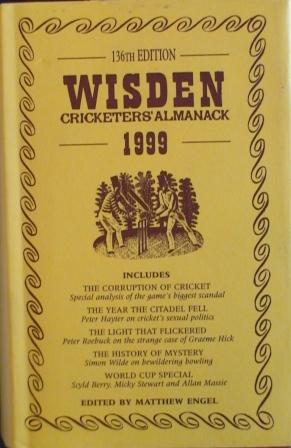 136TH EDITION
WISDEN
CRICKETERS' ALMANACK
1999
INCLUDES
THE CORRUPTION OF CRICKET
Special analysis of the game's biggest scandal
THE YEAR THE CITADEL FELL
Peter Hayter on cricket's sexual politics
THE LIGHT THAT FLICKERED
Peter Roebuck on the strange case of Graeme Hick
THE HISTORY OF MYSTERY
Simon Wilde on bewildering bowling
WORLD CUP SPECIAL
Scyld Berry, Micky Stewart and Allan Massie
EDITED BY MATTHEW ENGEL